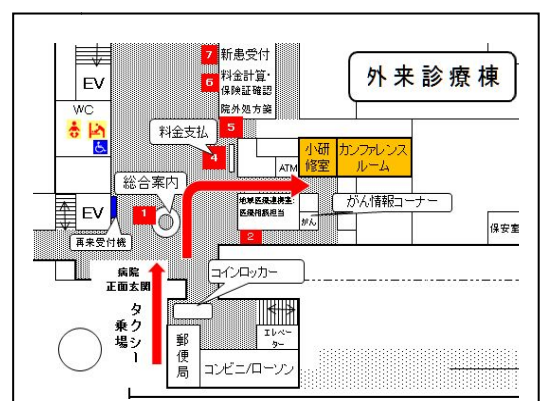 外来診療棟
7
新患受付
6
料金計算・
保険証確認
院外処方箋
5
EV
WC
料金支払
4
ATM
小研
修室
カンファレンス
ルーム
総合案内
1
地域医療連携室・
医療相談担当
がん
がん情報コーナー
EV
再来受付機
2
保安室
病院
正面玄関
コインロッカー
タクシー
乗場
郵便局
エレベー
ター
コンビニ/ローソン